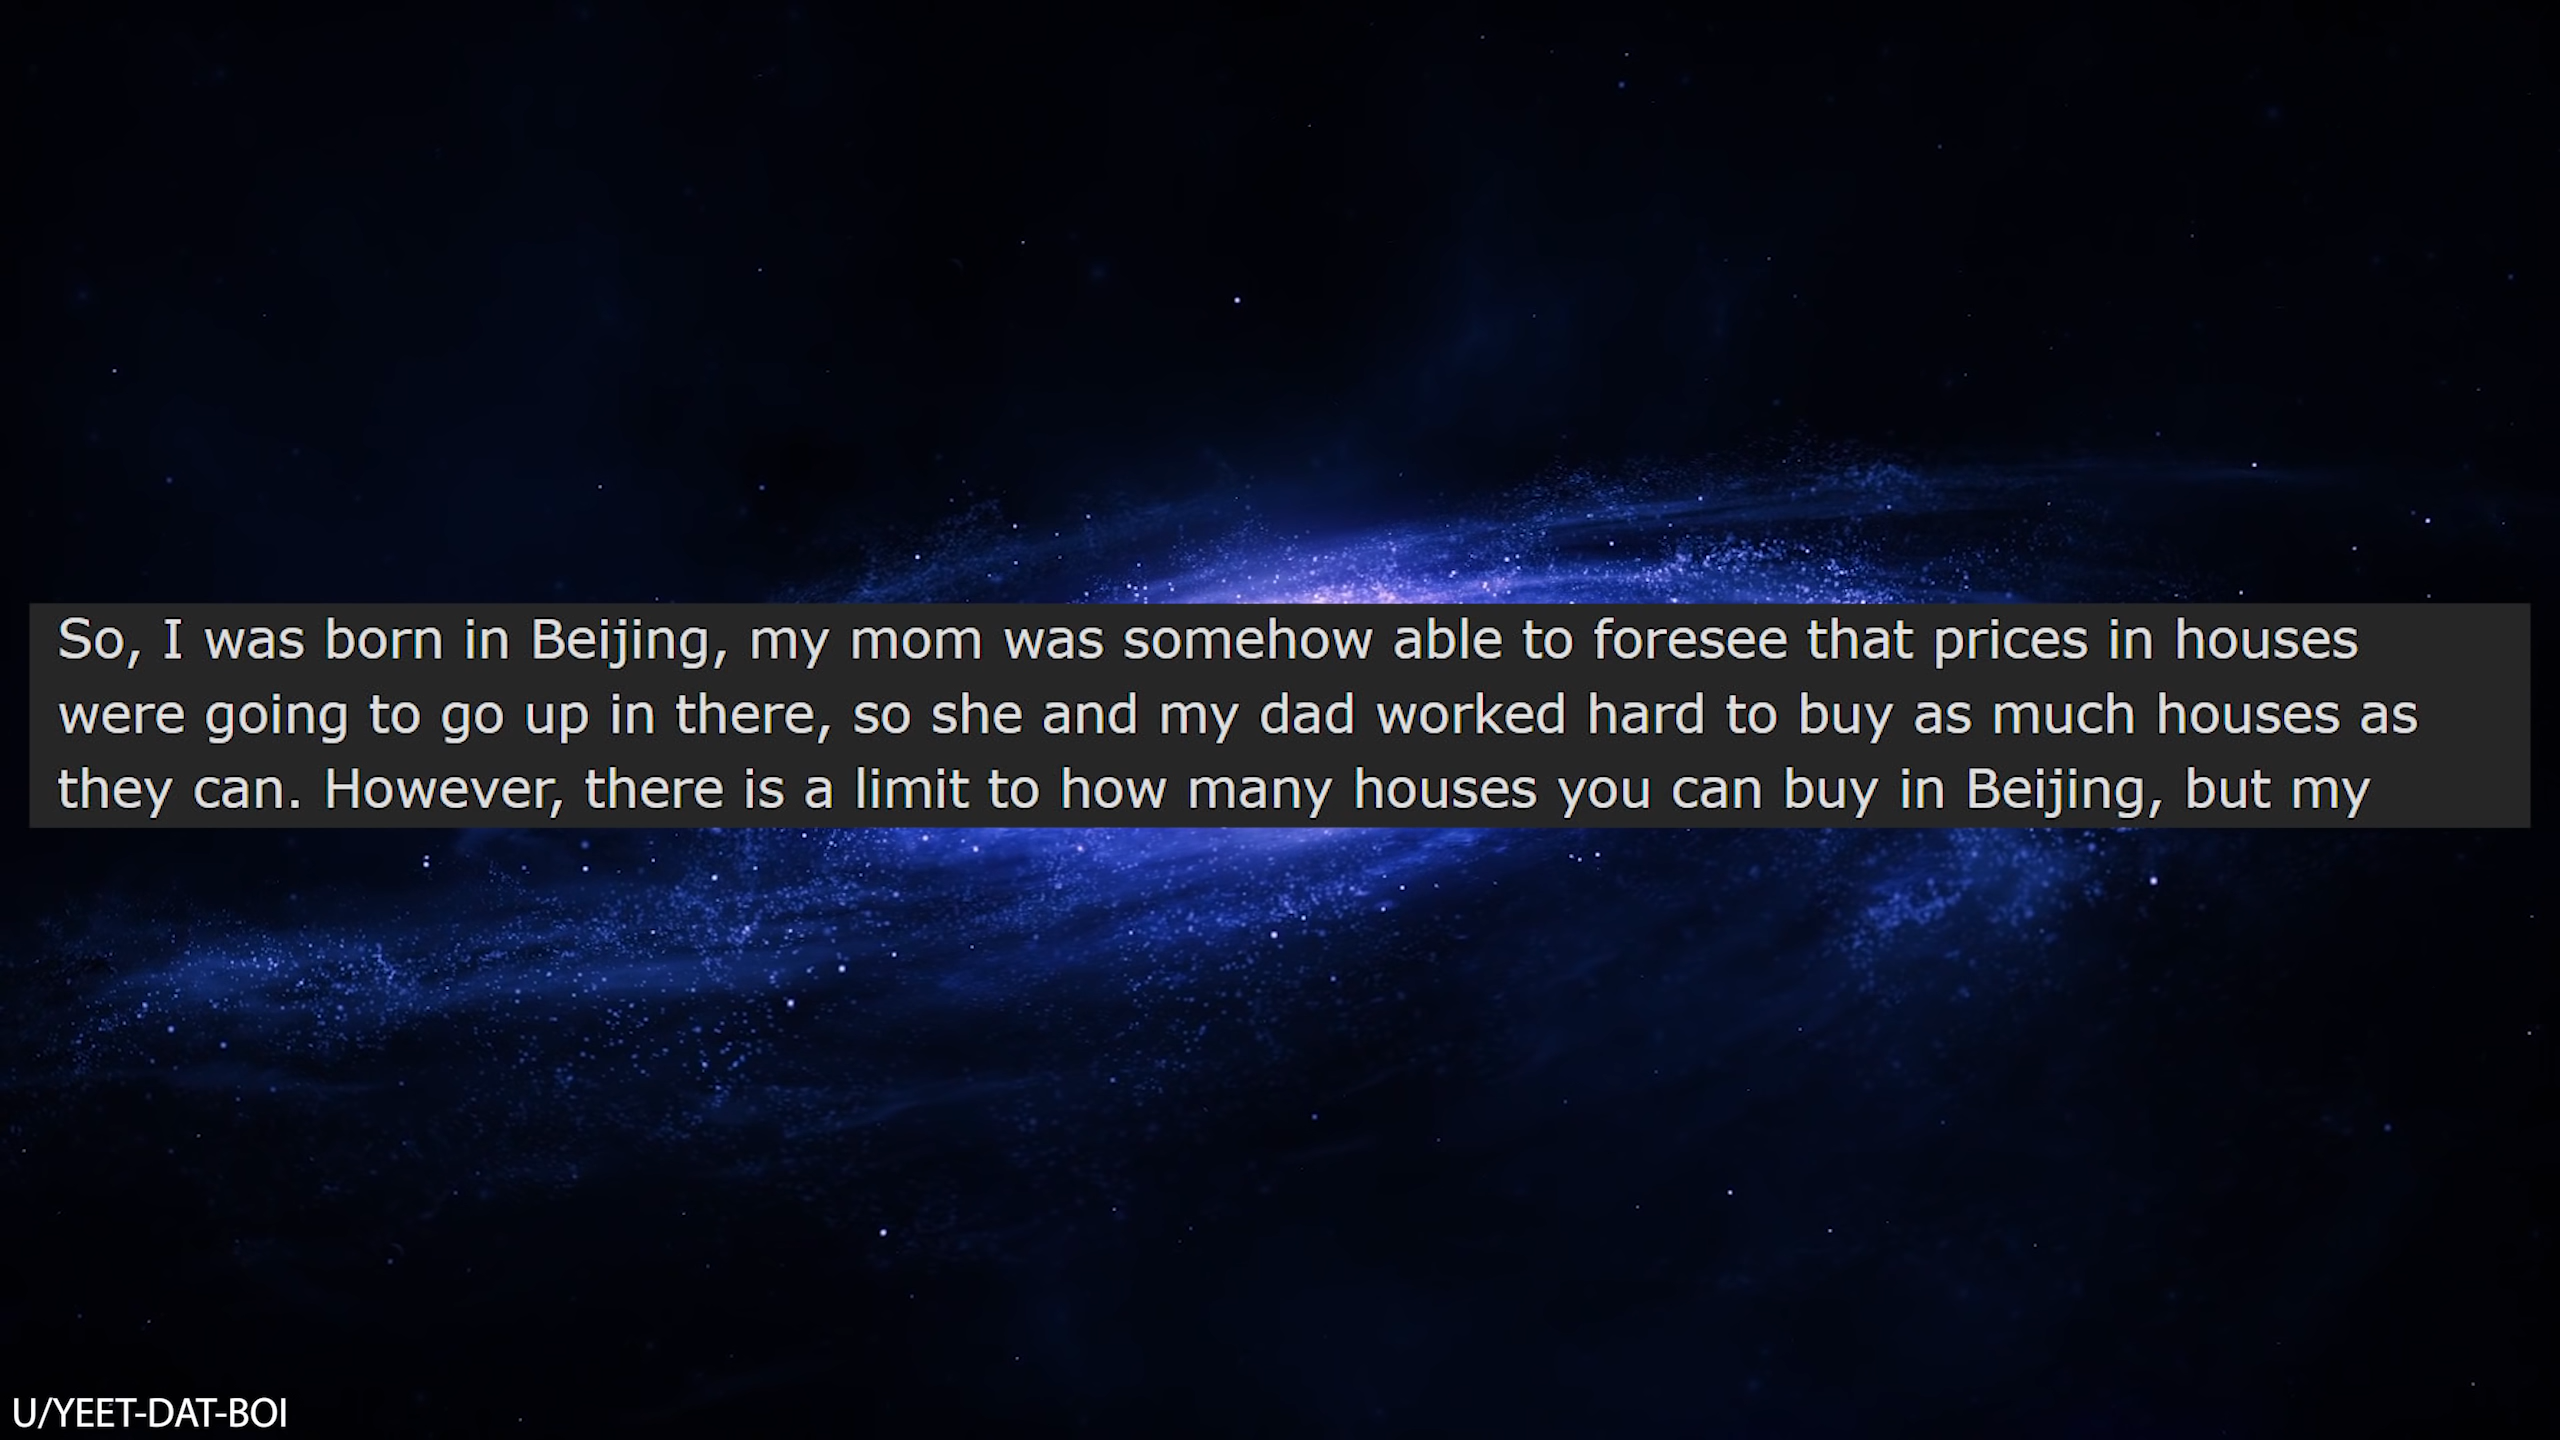 So, I was born in Beijing, my mom was somehow able to foresee that prices in houses
were going to go up in there, so she and my dad worked hard to buy as much houses as
they can. However, there is a limit to how many houses you can buy in Beijing, but my
U/YEET-DAT-BOI